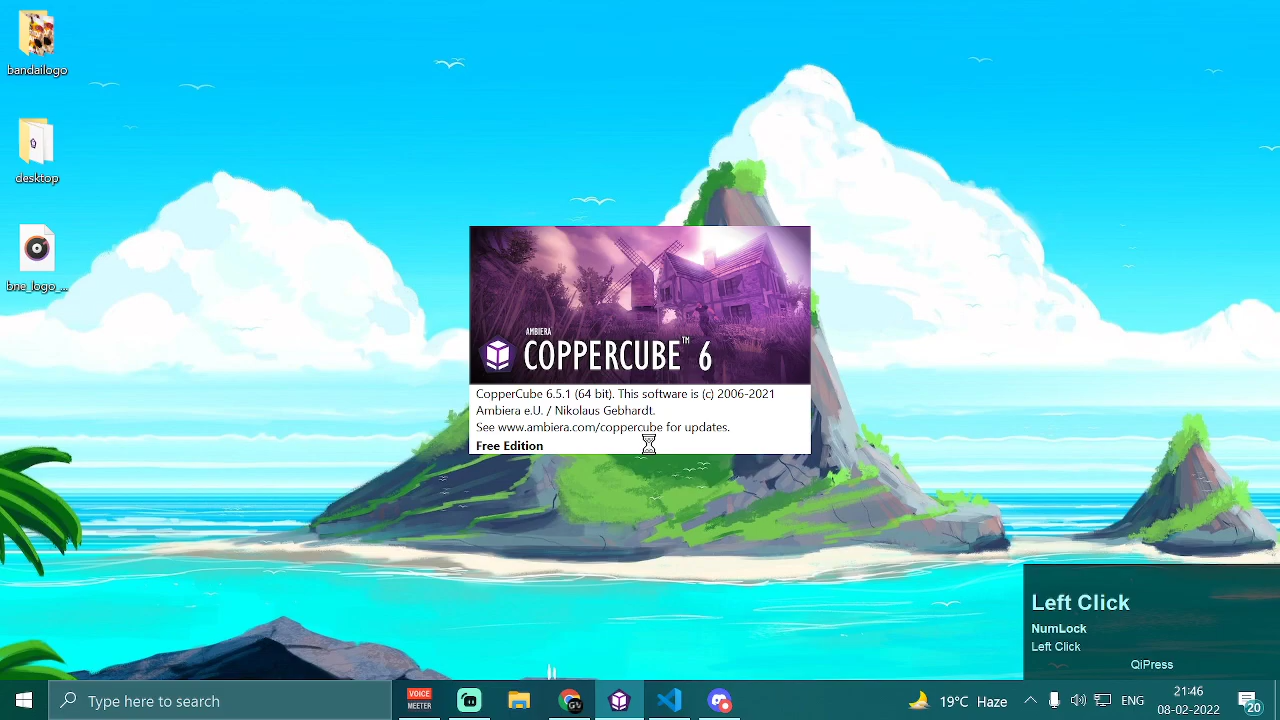 bandailogo
desktop
bne_logo_...
AMBIERA
COPPERCUBE™ 6
CopperCube 6.5.1 (64 bit). This software is (c) 2006-2021
Ambiera e.U. / Nikolaus Gebhardt.
See www.ambiera.com/coppercube for updates.
Free Edition
Left Click
NumLock
Left Click
QiPress
Type here to search
VOICE
MEETER
GV
19°C Haze
ENG
21:46
08-02-2022
20